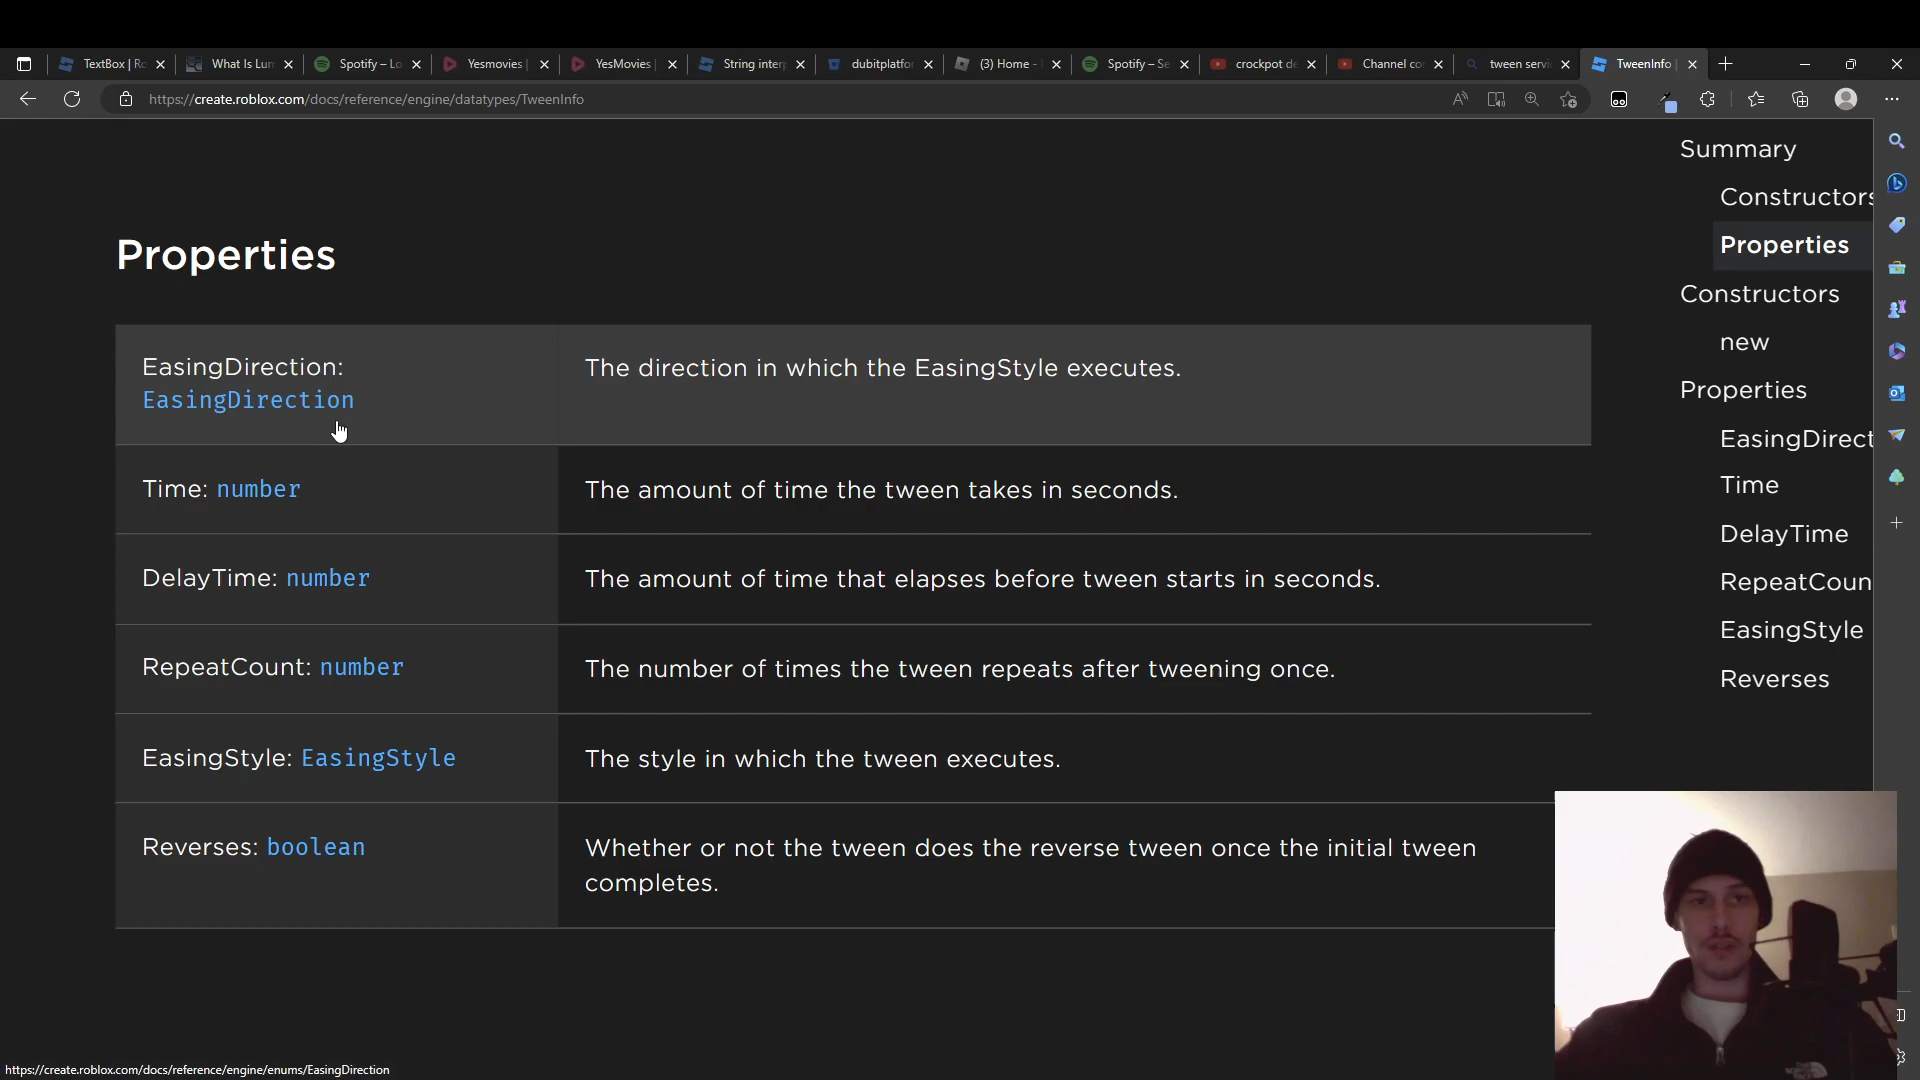 TextBox | Ro
What Is Lun
Spotify – Lo
Yesmovies |
YesMovies |
String inter
dubitplatfor
(3) Home -
Spotify – Se
crockpot de
Channel co
tween servi
TweenInfo |
https://create.roblox.com/docs/reference/engine/datatypes/TweenInfo
Properties
EasingDirection:
EasingDirection
The direction in which the EasingStyle executes.
Time: number
The amount of time the tween takes in seconds.
DelayTime: number
The amount of time that elapses before tween starts in seconds.
RepeatCount: number
The number of times the tween repeats after tweening once.
EasingStyle: EasingStyle
The style in which the tween executes.
Reverses: boolean
Whether or not the tween does the reverse tween once the initial tween
completes.
Summary
Constructors
Properties
Constructors
new
Properties
EasingDirect
Time
DelayTime
RepeatCoun
EasingStyle
Reverses
https://create.roblox.com/docs/reference/engine/enums/EasingDirection